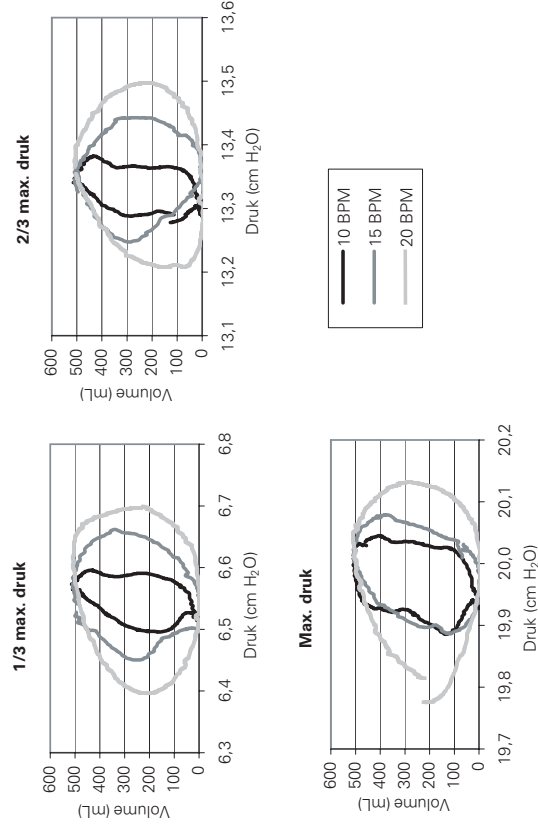 1/3 max. druk
Volume (mL)
600
500
400
300
200
100
0
6,3 6,4 6,5 6,6 6,7 6,8
Druk (cm H₂O)
2/3 max. druk
Volume (mL)
600
500
400
300
200
100
0
13,1 13,2 13,3 13,4 13,5 13,6
Druk (cm H₂O)
Max. druk
Volume (mL)
600
500
400
300
200
100
0
19,7 19,8 19,9 20,0 20,1 20,2
Druk (cm H₂O)
10 BPM
15 BPM
20 BPM